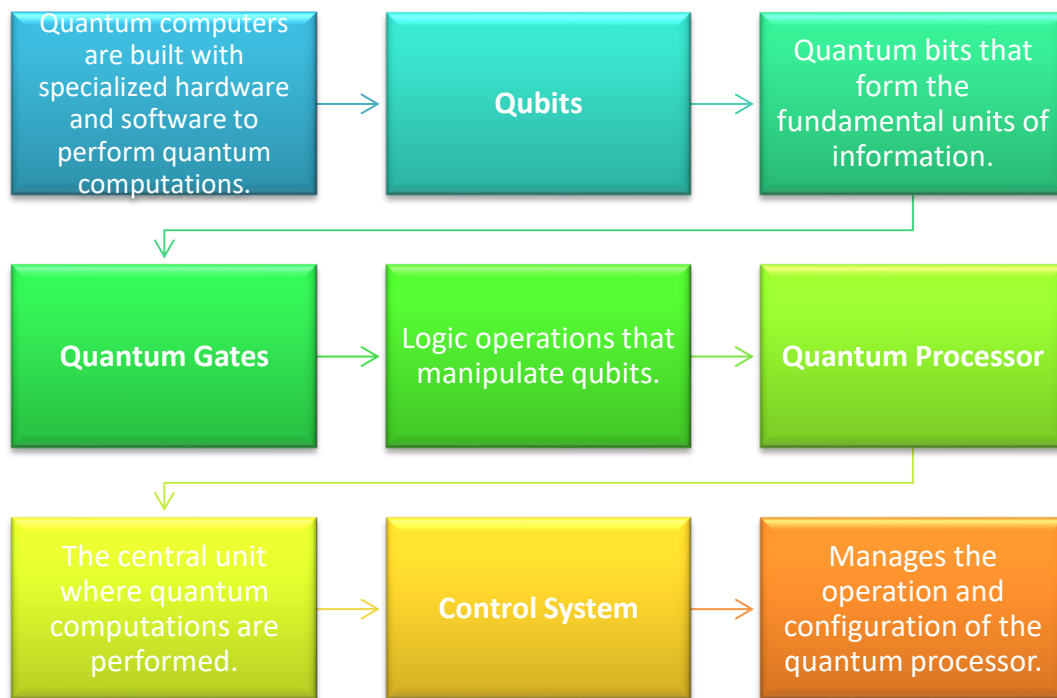 Quantum computers
are built with
specialized hardware
and software to
perform quantum
computations.
Qubits
Quantum bits that
form the
fundamental units of
information.
Quantum Gates
Logic operations that
manipulate qubits.
Quantum Processor
The central unit
where quantum
computations are
performed.
Control System
Manages the
operation and
configuration of the
quantum processor.